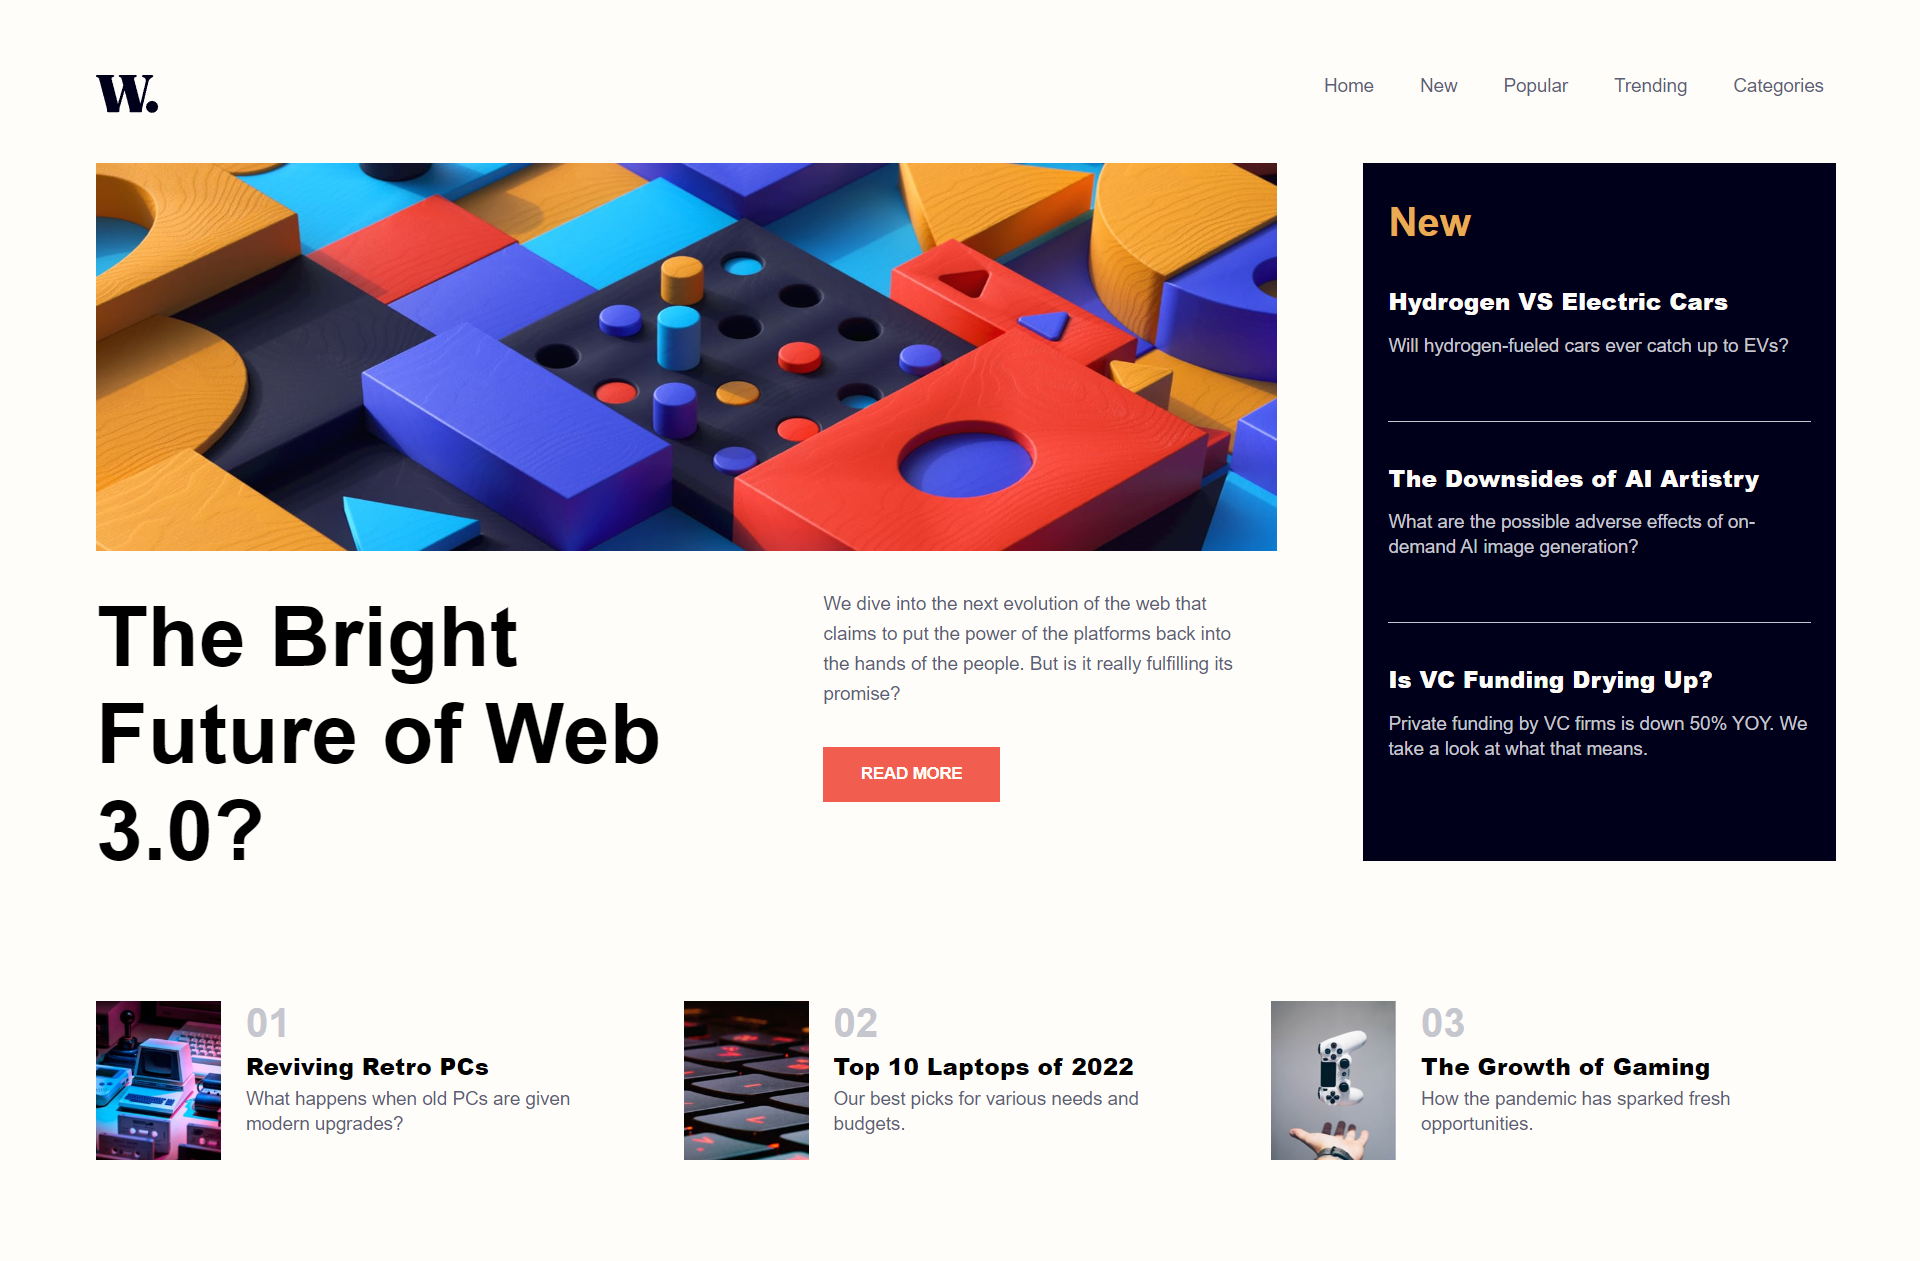 W.
Home New Popular Trending Categories
The Bright
Future of Web
3.0?
We dive into the next evolution of the web that
claims to put the power of the platforms back into
the hands of the people. But is it really fulfilling its
promise?
READ MORE
New
Hydrogen VS Electric Cars
Will hydrogen-fueled cars ever catch up to EVs?
The Downsides of AI Artistry
What are the possible adverse effects of on-
demand AI image generation?
Is VC Funding Drying Up?
Private funding by VC firms is down 50% YOY. We
take a look at what that means.
01
Reviving Retro PCs
What happens when old PCs are given
modern upgrades?
02
Top 10 Laptops of 2022
Our best picks for various needs and
budgets.
03
The Growth of Gaming
How the pandemic has sparked fresh
opportunities.